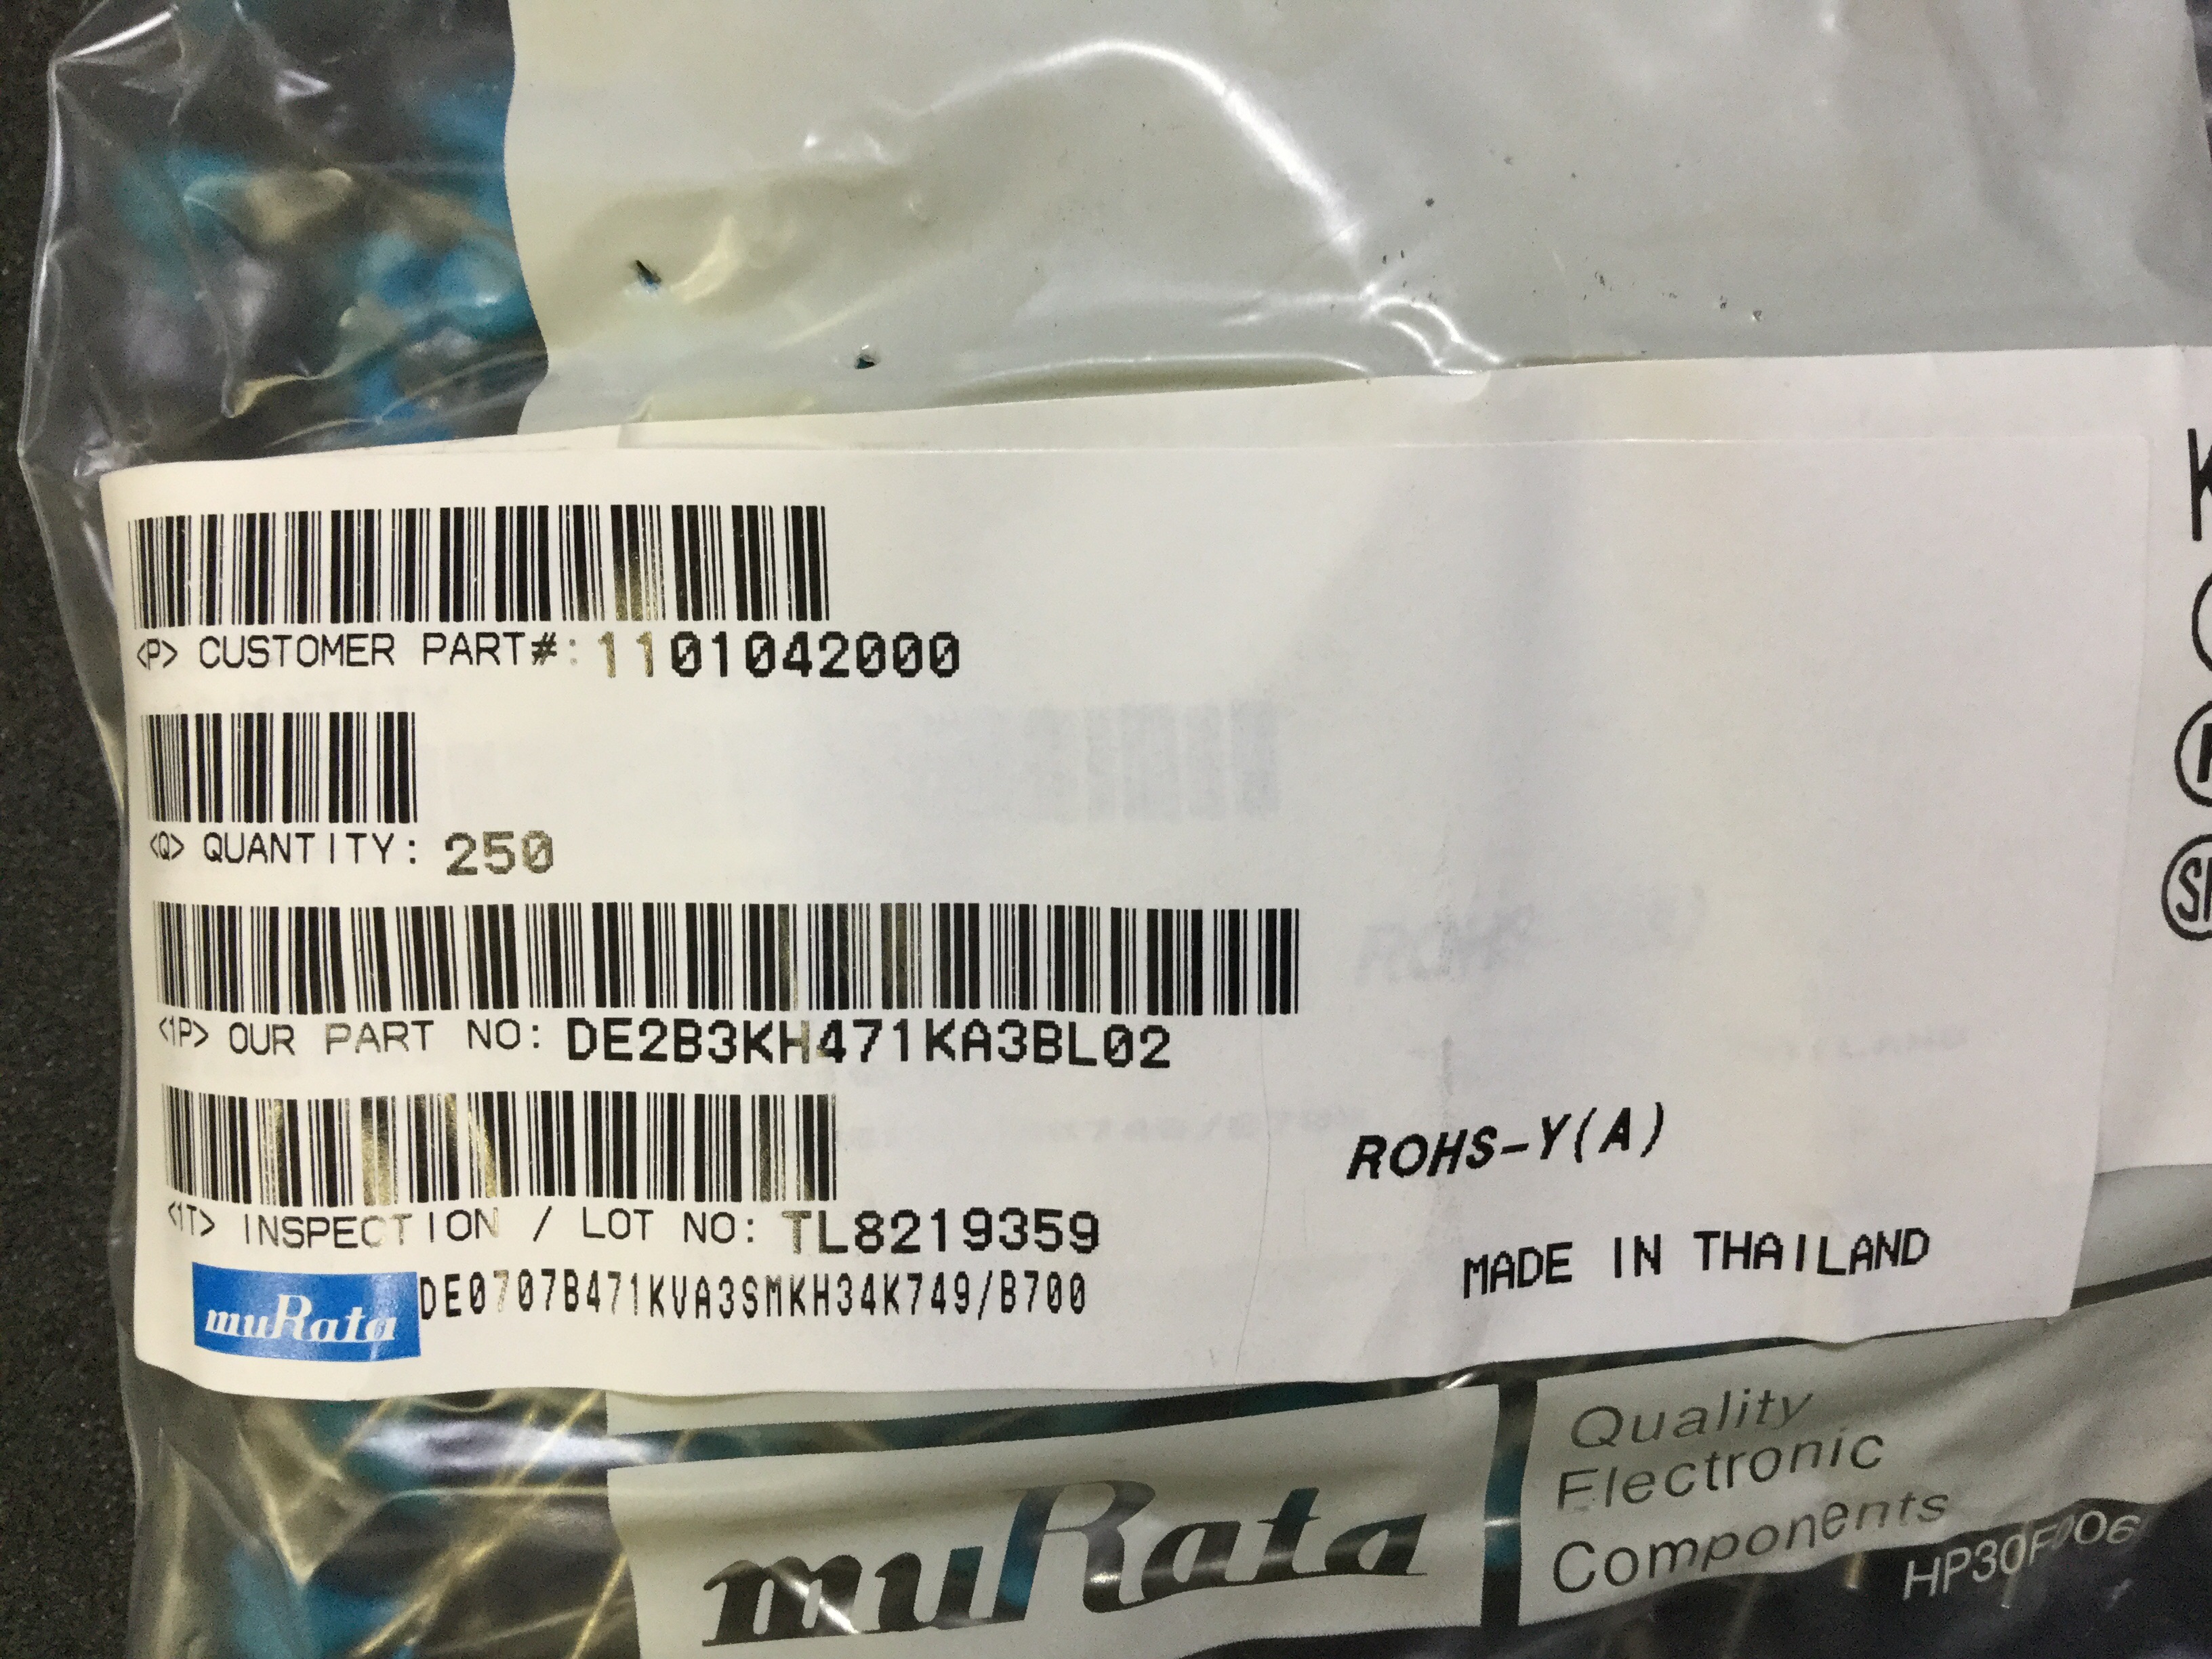 <P> CUSTOMER PART#: 1101042000
<Q> QUANTITY: 250
<1P> OUR PART NO: DE2B3KH471KA3BL02
<1T> INSPECTION / LOT NO: TL8219359
ROHS-Y(A)
MADE IN THAILAND
muRata DE0707B471KVA3SMKH34K749/B700
muRata
Quality
Electronic
Components